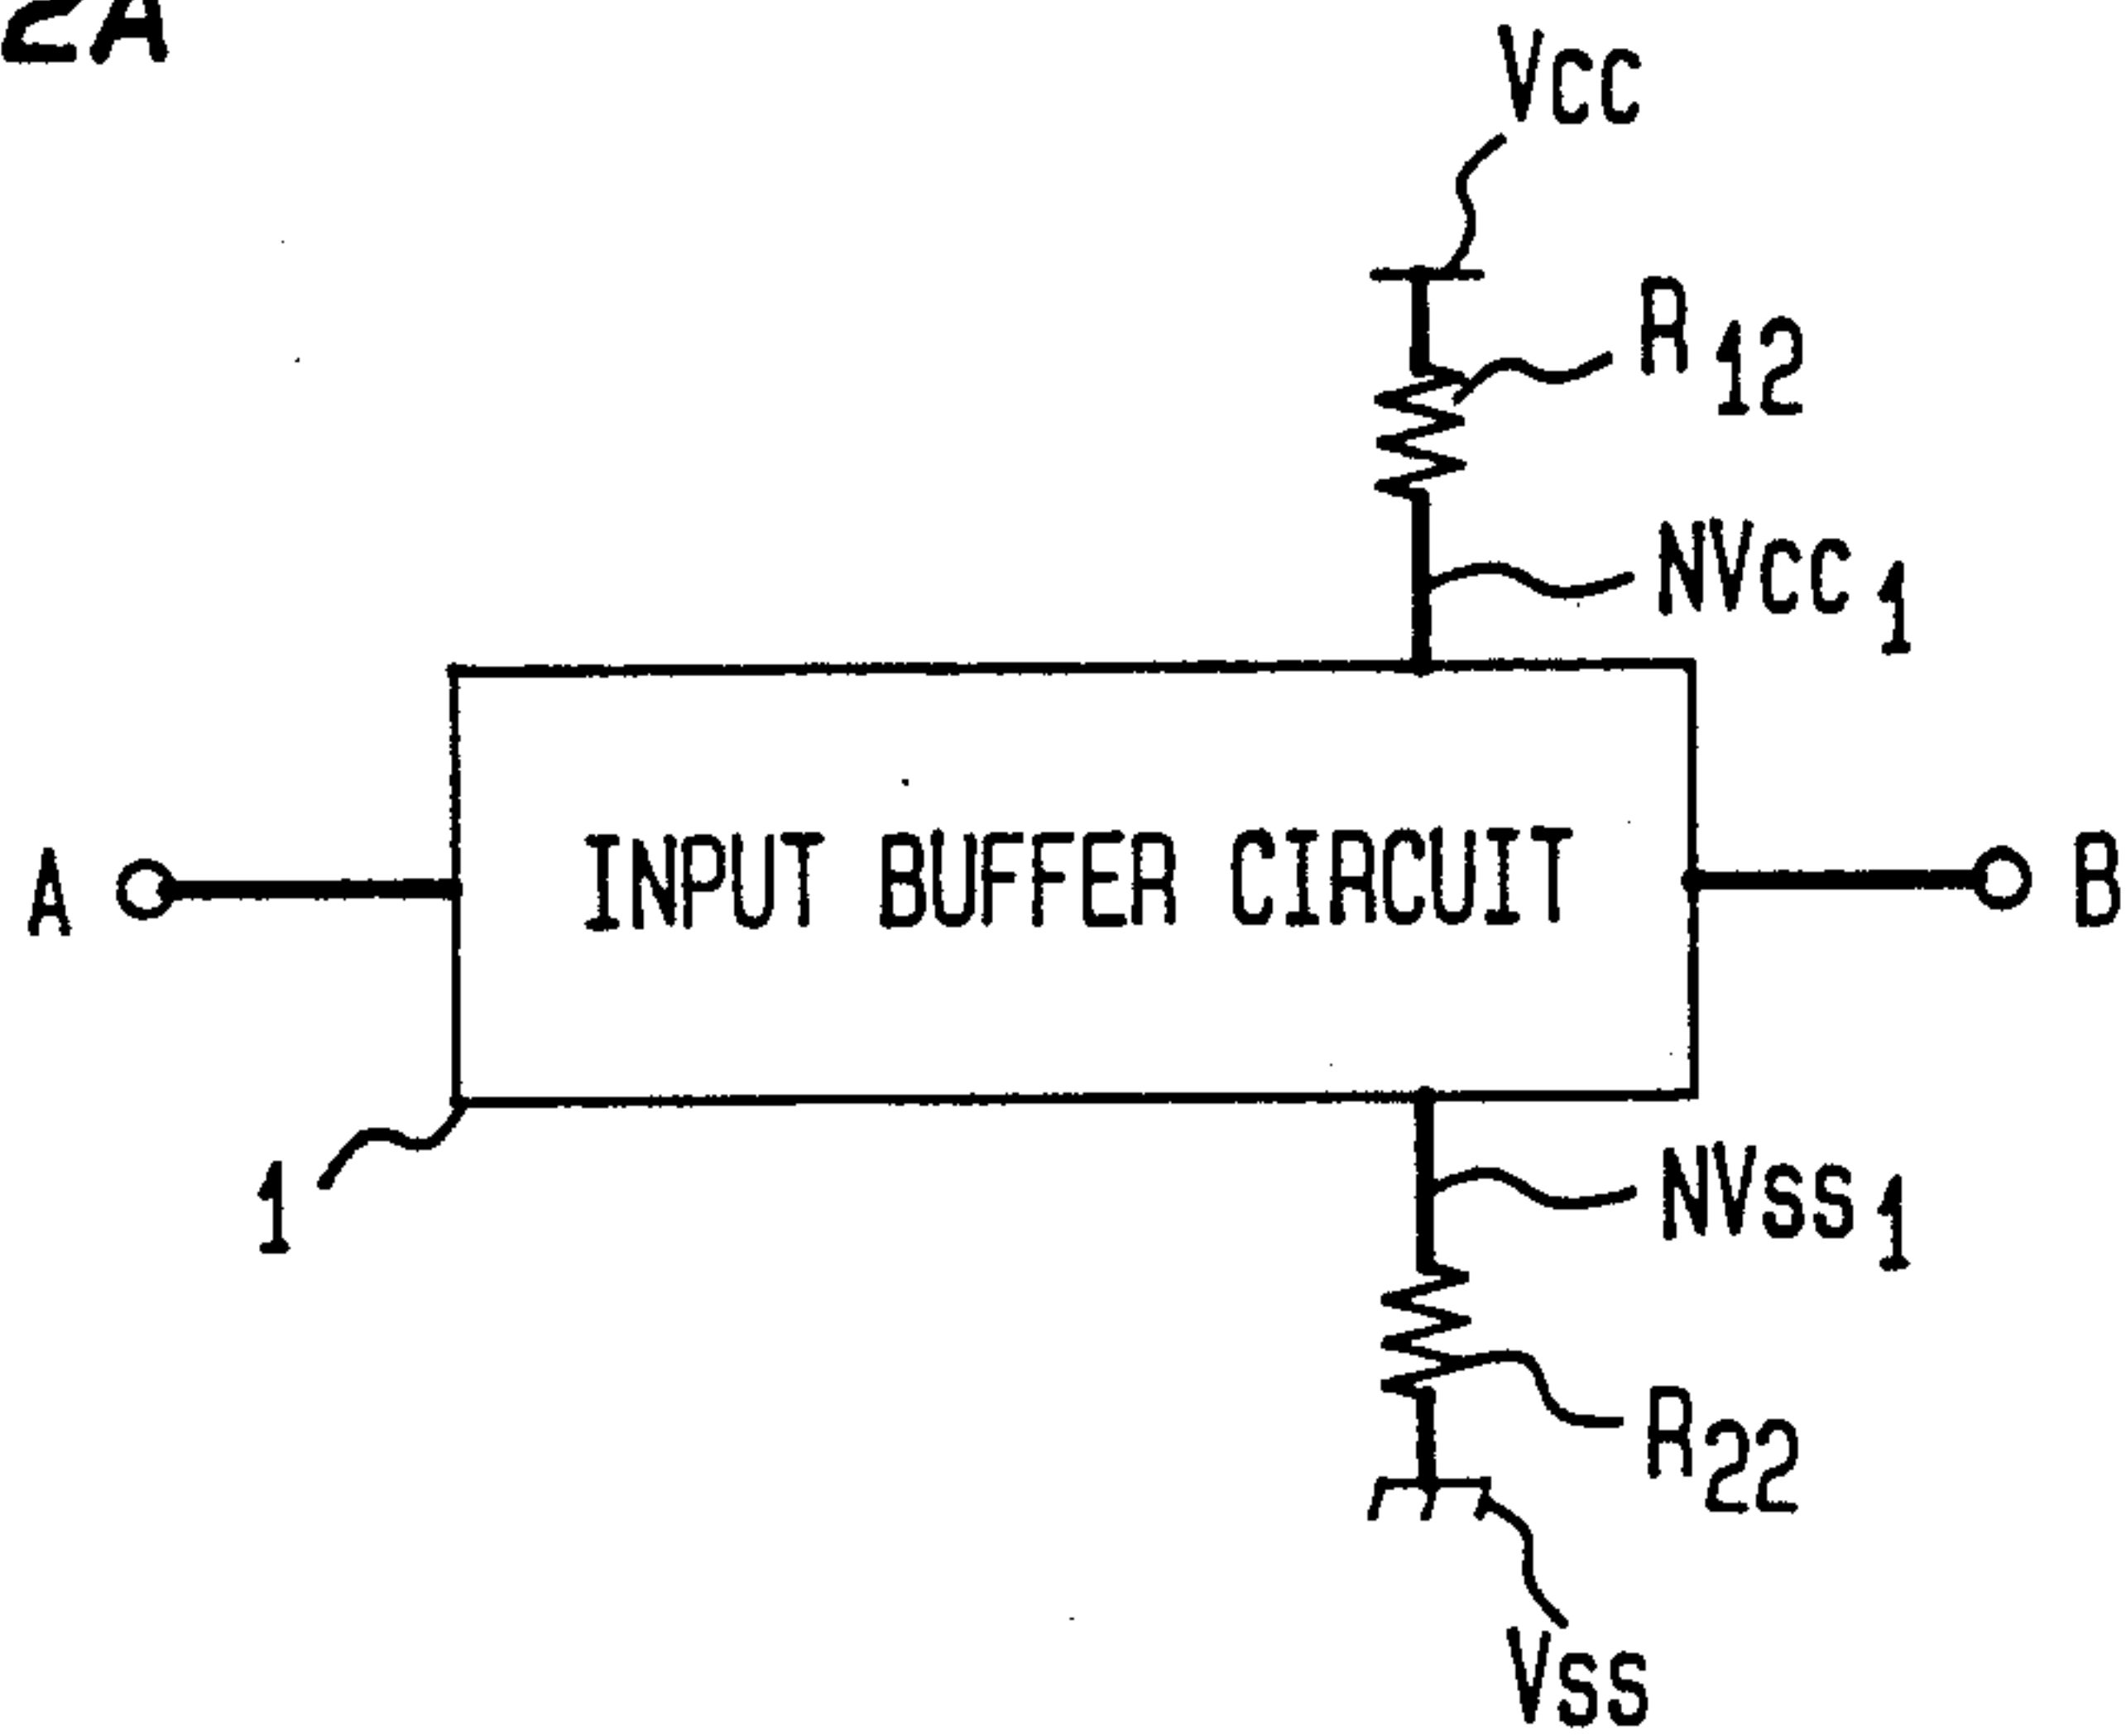 2A
Vcc
R12
NVcc1
A
INPUT BUFFER CIRCUIT
B
1
NVss1
R22
Vss